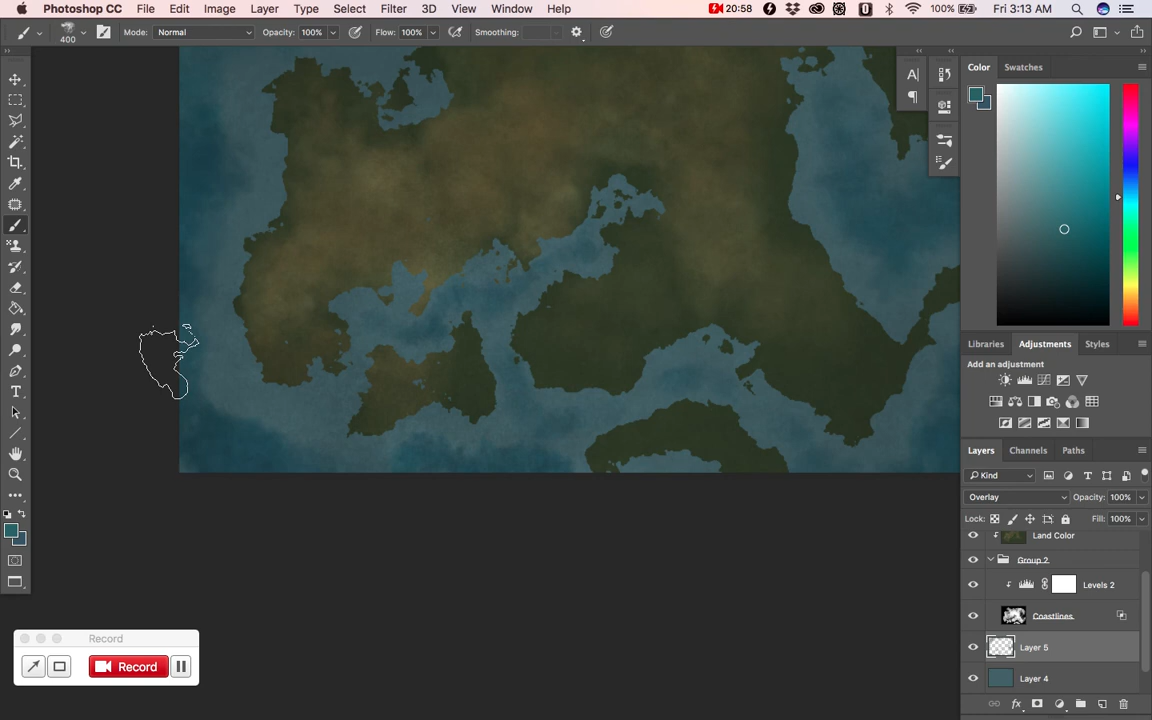 Photoshop CC File Edit Image Layer Type Select Filter 3D View Window Help 20:58 100% Fri 3:13 AM
400 Mode: Normal Opacity: 100% Flow: 100% Smoothing:
Color Swatches
A
Libraries Adjustments Styles
Add an adjustment
Layers Channels Paths
Kind
Overlay Opacity: 100%
Lock: Fill: 100%
Land Color
Group 2
Levels 2
Coastlines
Layer 5
Layer 4
T
Record
Record